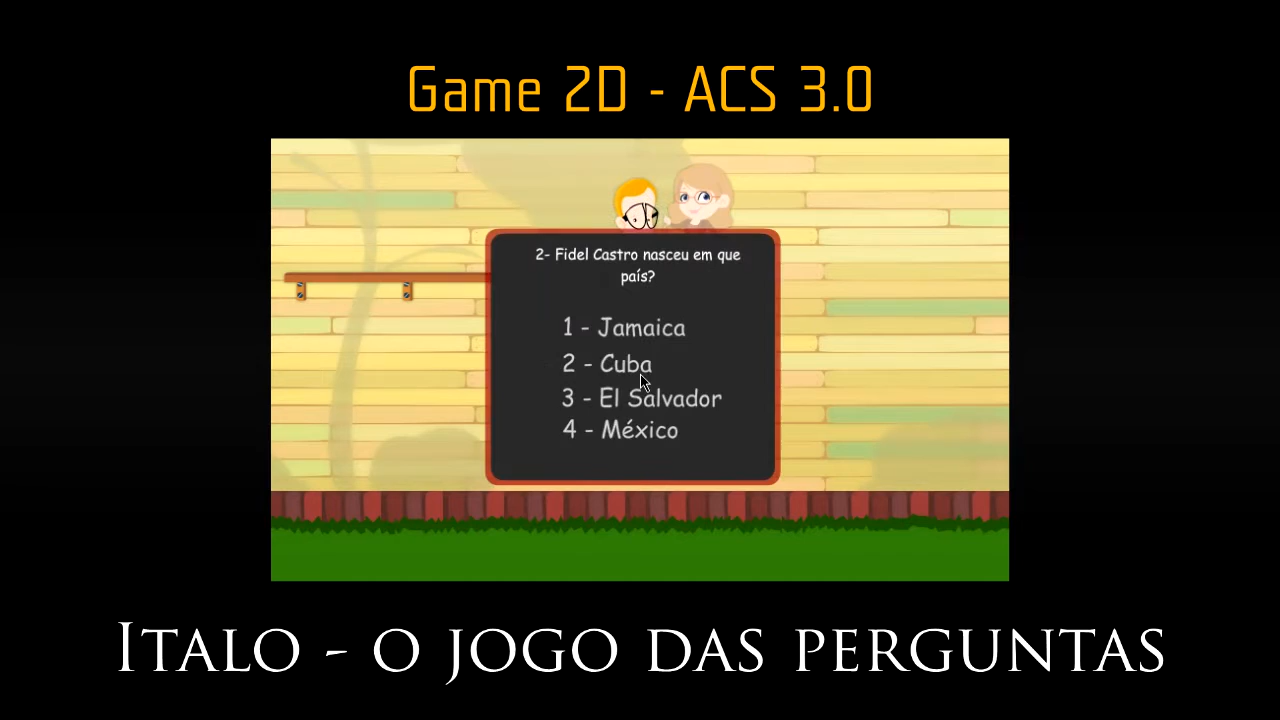 Game 2D - ACS 3.0
2- Fidel Castro nasceu em que
país?
1 - Jamaica
2 - Cuba
3 - El Salvador
4 - México
Italo - o jogo das perguntas